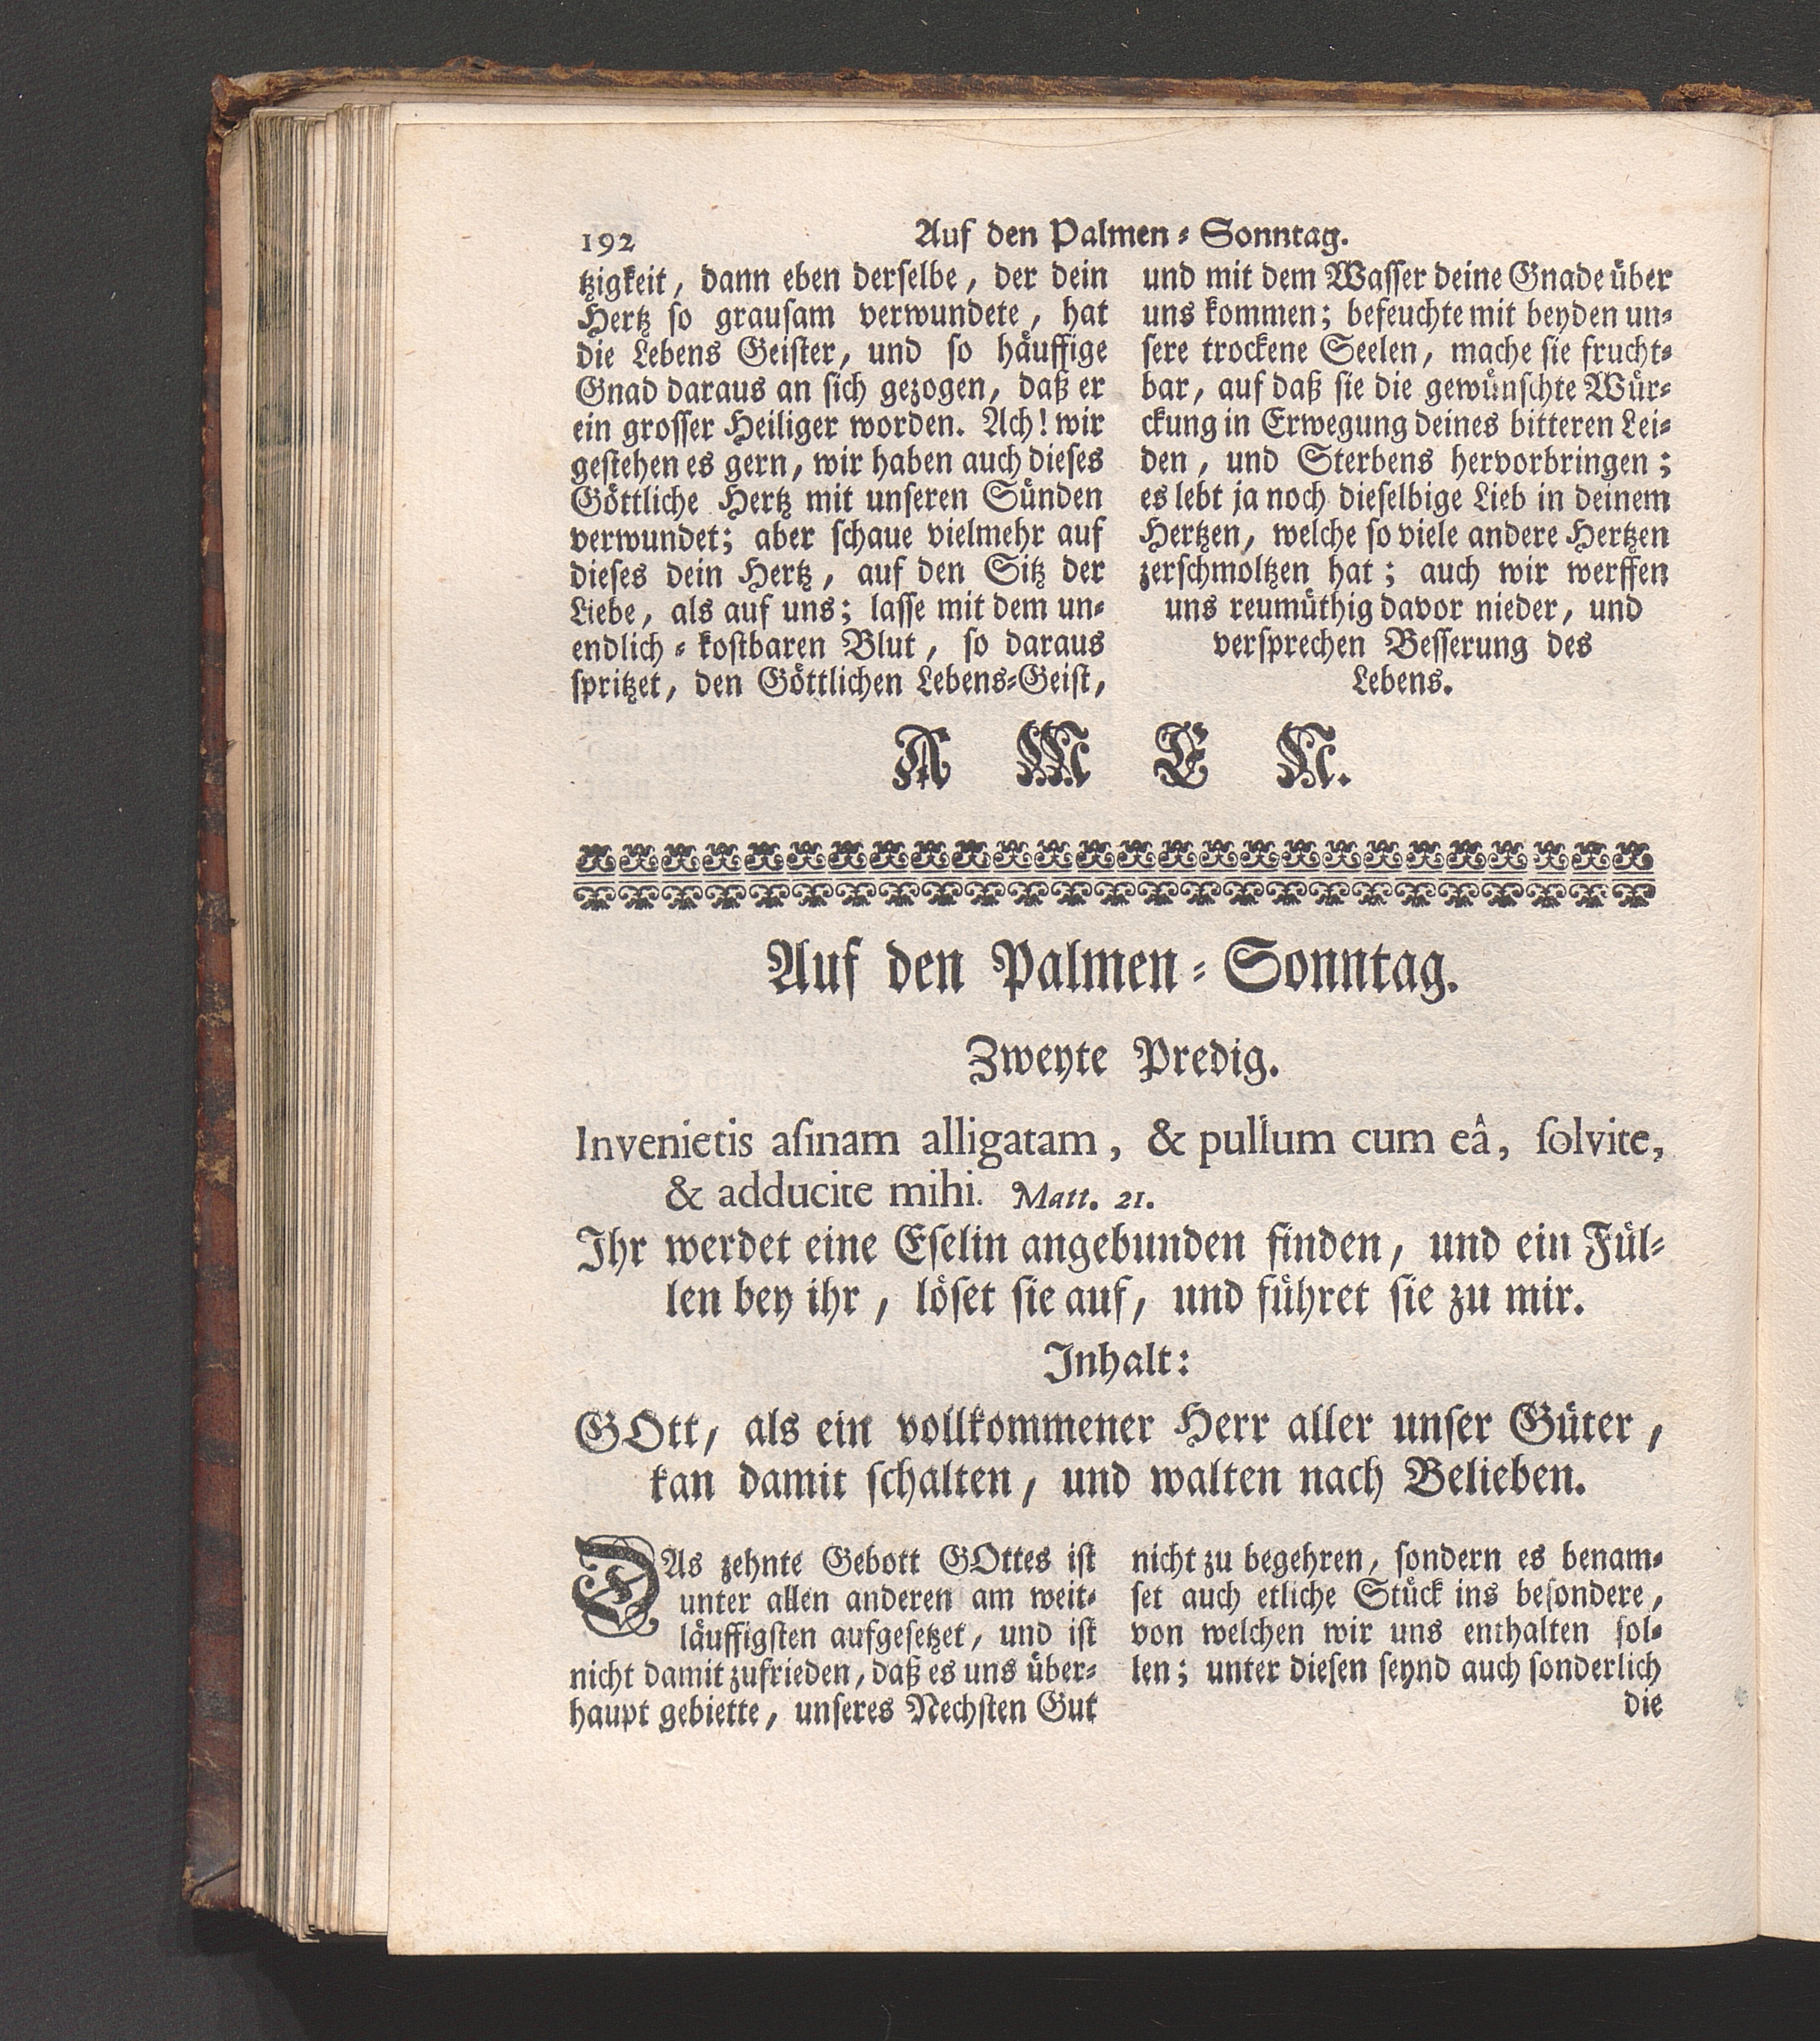 192
Auf den Palmen-Sonntag.
tzigkeit, dann eben derselbe, der dein
Hertz so grausam verwundete, hat
die Lebens Geister, und so häuffige
Gnad daraus an sich gezogen, daß er
ein grosser Heiliger worden. Ach! wir
gestehen es gern, wir haben auch dieses
Göttliche Hertz mit unseren Sünden
verwundet; aber schaue vielmehr auf
dieses dein Hertz, auf den Sitz der
Liebe, als auf uns; lasse mit dem un-
endlich-kostbaren Blut, so daraus
spritzet, den Göttlichen Lebens-Geist,
und mit dem Wasser deine Gnade über
uns kommen; befeuchte mit beyden un-
sere trockene Seelen, mache sie frucht-
bar, auf daß sie die gewünschte Wür-
ckung in Erwegung deines bitteren Lei-
den, und Sterbens hervorbringen;
es lebt ja noch dieselbige Lieb in deinem
Hertzen, welche so viele andere Hertzen
zerschmoltzen hat; auch wir werffen
uns reumüthig davor nieder, und
versprechen Besserung des
Lebens.
A M E N.
Auf den Palmen-Sonntag.
Zweyte Predig.
Invenietis asinam alligatam, & pullum cum eâ, solvite,
& adducite mihi. Matt. 21.
Ihr werdet eine Eselin angebunden finden, und ein Fül-
len bey ihr, löset sie auf, und führet sie zu mir.
Inhalt:
GOtt, als ein vollkommener Herr aller unser Güter,
kan damit schalten, und walten nach Belieben.
DAs zehnte Gebott GOttes ist
unter allen anderen am weit-
läuffigsten aufgesetzet, und ist
nicht damit zufrieden, daß es uns über-
haupt gebiette, unseres Nechsten Gut
nicht zu begehren, sondern es benam-
set auch etliche Stück ins besondere,
von welchen wir uns enthalten sol-
len; unter diesen seynd auch sonderlich
die